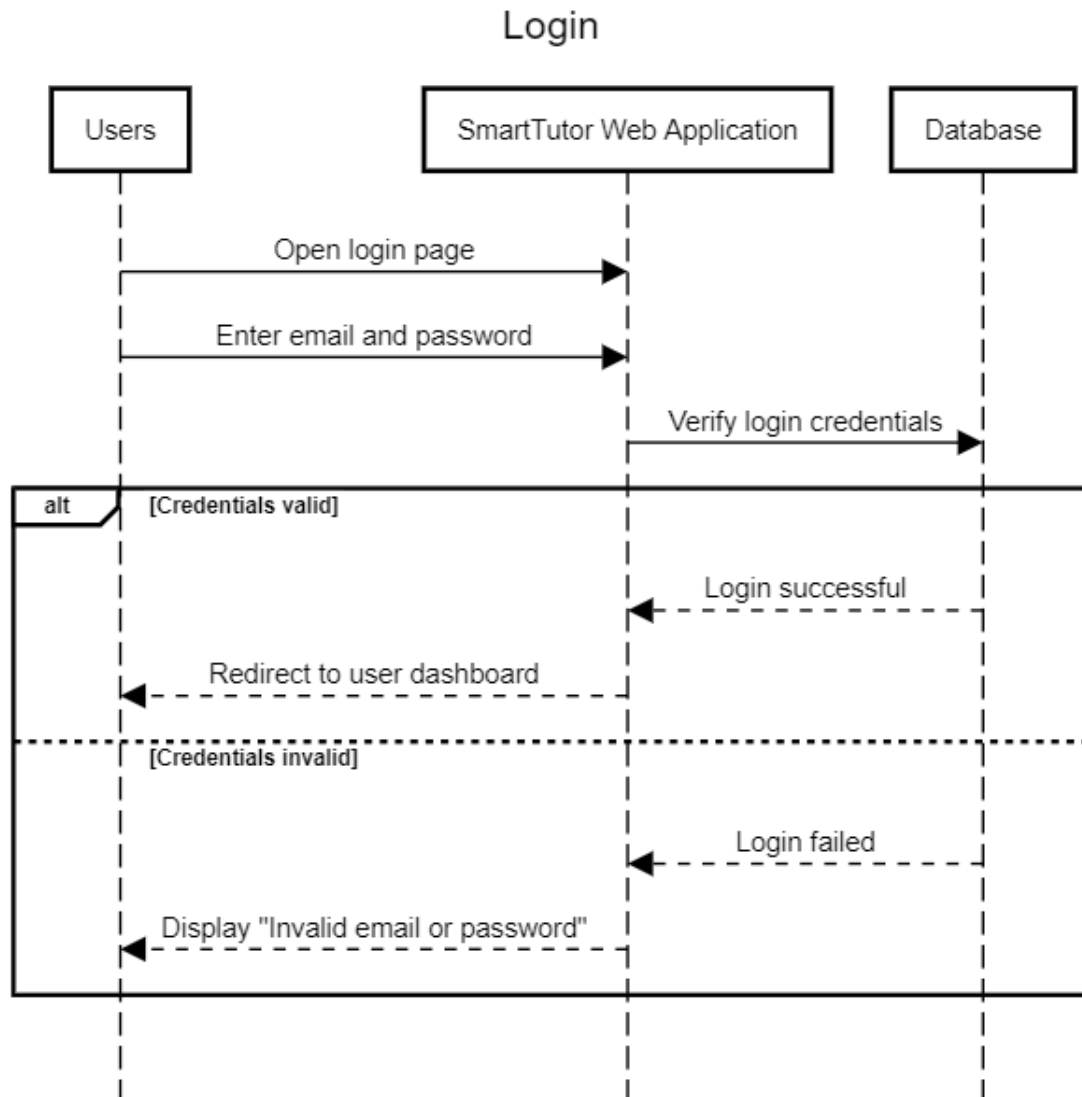 Login
Users
SmartTutor Web Application
Database
Open login page
Enter email and password
Verify login credentials
alt
[Credentials valid]
Login successful
Redirect to user dashboard
[Credentials invalid]
Login failed
Display "Invalid email or password"